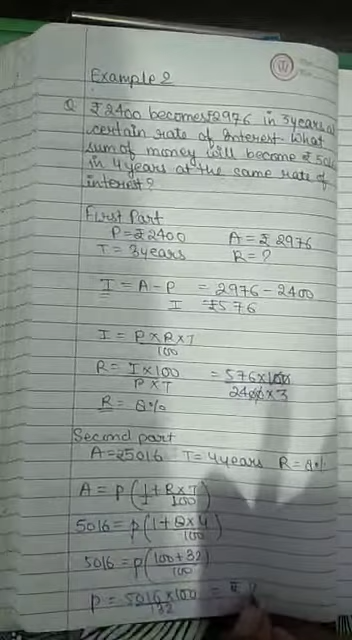 Example 2
Q ₹2400 becomes ₹2976 in 3 years at
certain rate of interest. What
sum of money will become ₹ 5016
in 4 years at the same rate of
interest?
First Part
P = ₹2400 A = ₹ 2976
T = 3 years R = ?
I = A - P = 2976 - 2400
I = ₹576
I = P × R × T / 100
R = I × 100 / P × T = 576 × 100 / 2400 × 3
R = 8%
Second part
A = ₹5016 T = 4 years R = 8%
A = P (1 + R × T / 100)
5016 = P (1 + 8 × 4 / 100)
5016 = P (100 + 32 / 100)
P = 5016 × 100 / 132 = ₹